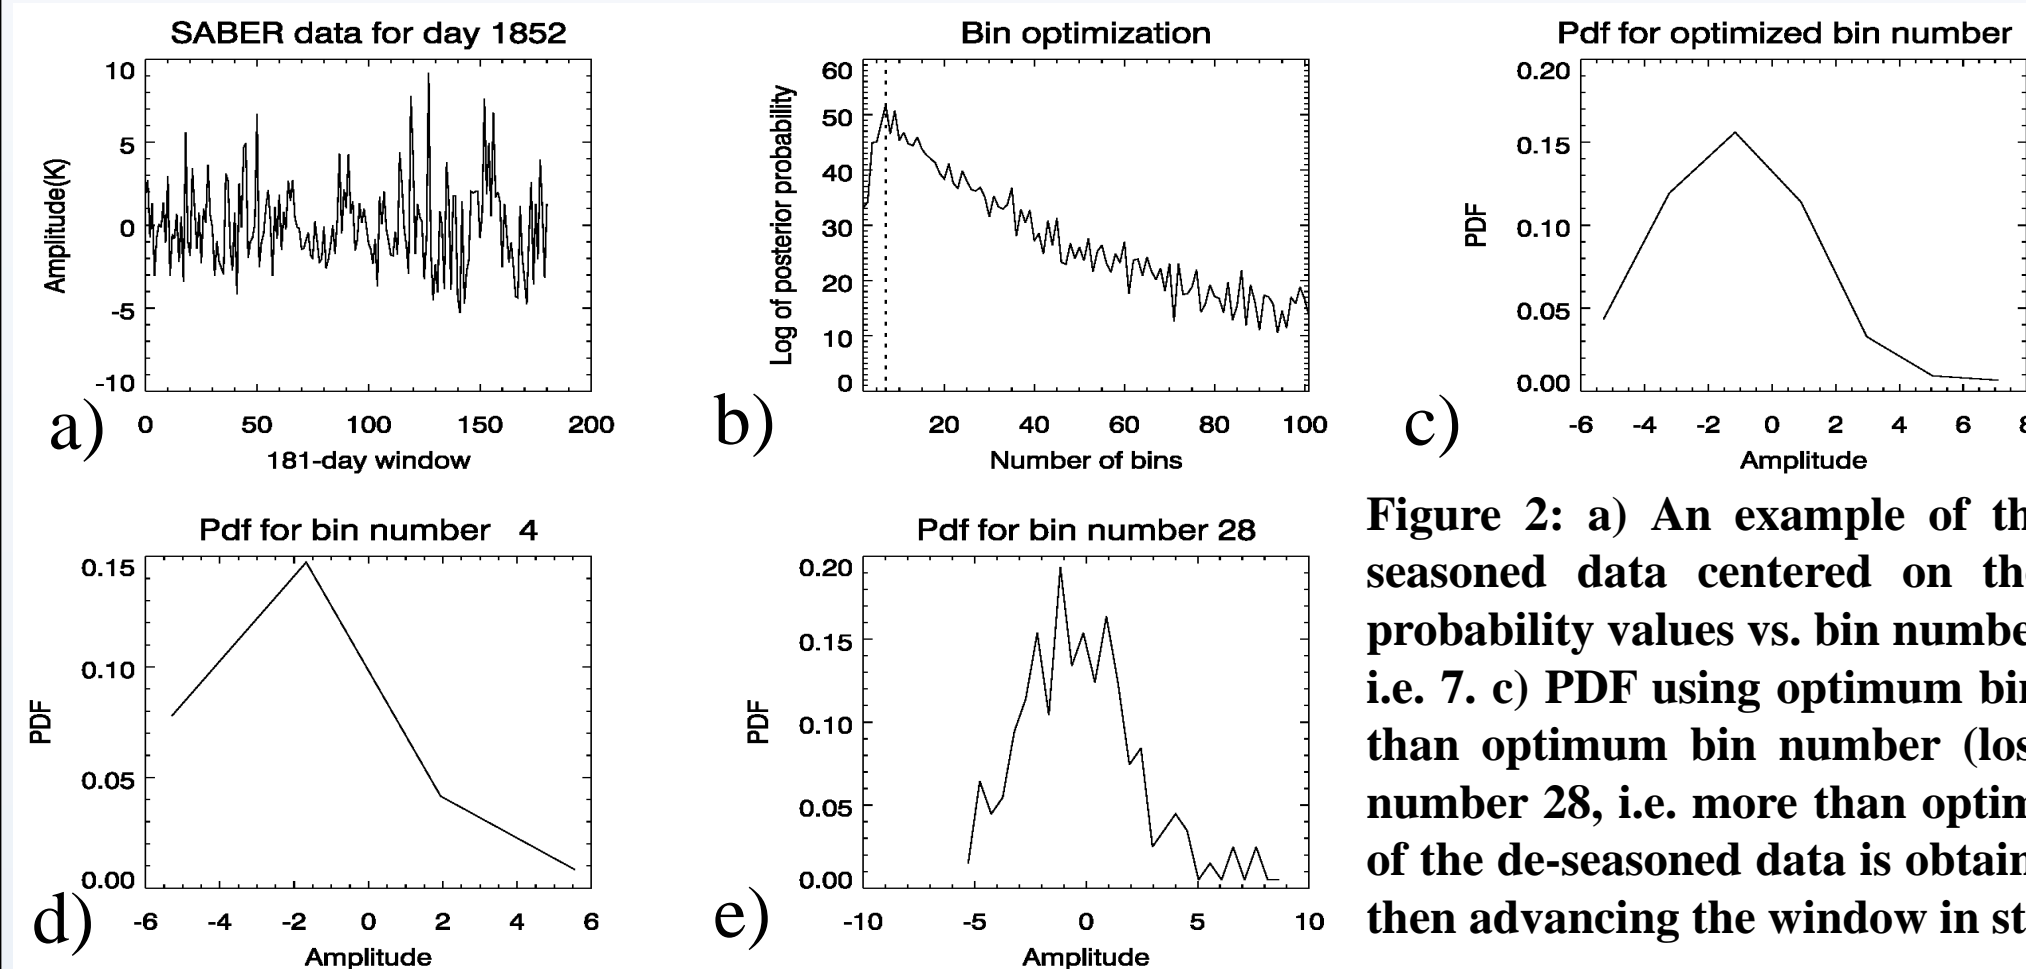 SABER data for day 1852
10
5
0
-5
-10
Amplitude(K)
0 50 100 150 200
181-day window
a)
Bin optimization
60
50
40
30
20
10
0
Log of posterior probability
20 40 60 80 100
Number of bins
b)
Pdf for optimized bin number
0.20
0.15
0.10
0.05
0.00
PDF
-6 -4 -2 0 2 4 6
Amplitude
c)
Pdf for bin number 4
0.15
0.10
0.05
0.00
PDF
-6 -4 -2 0 2 4 6
Amplitude
d)
Pdf for bin number 28
0.20
0.15
0.10
0.05
0.00
PDF
-10 -5 0 5 10
Amplitude
e)
Figure 2: a) An example of th
seasoned data centered on the
probability values vs. bin numbe
i.e. 7. c) PDF using optimum bin
than optimum bin number (los
number 28, i.e. more than optim
of the de-seasoned data is obtain
then advancing the window in st